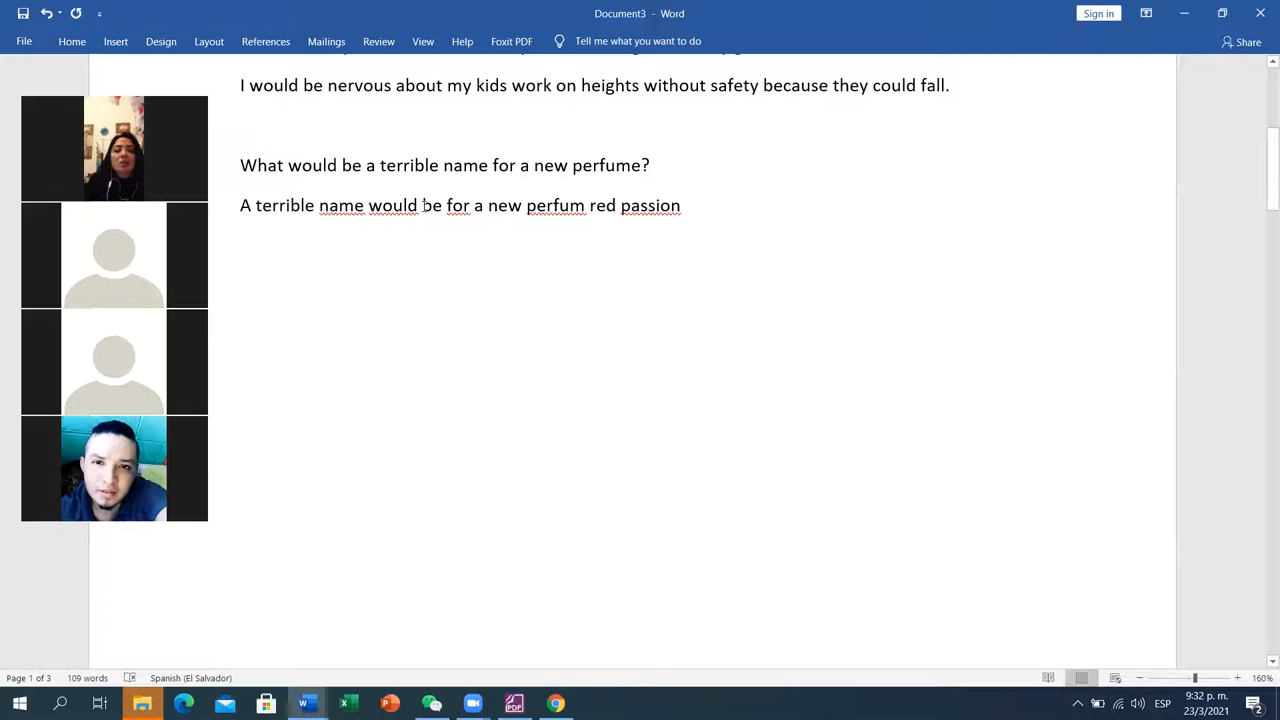 Document3 - Word
Sign in
File Home Insert Design Layout References Mailings Review View Help Foxit PDF Tell me what you want to do Share
I would be nervous about my kids work on heights without safety because they could fall.
What would be a terrible name for a new perfume?
A terrible name would be for a new perfum red passion
Page 1 of 3 109 words Spanish (El Salvador) 160%
ESP 9:32 p. m.
23/3/2021 2